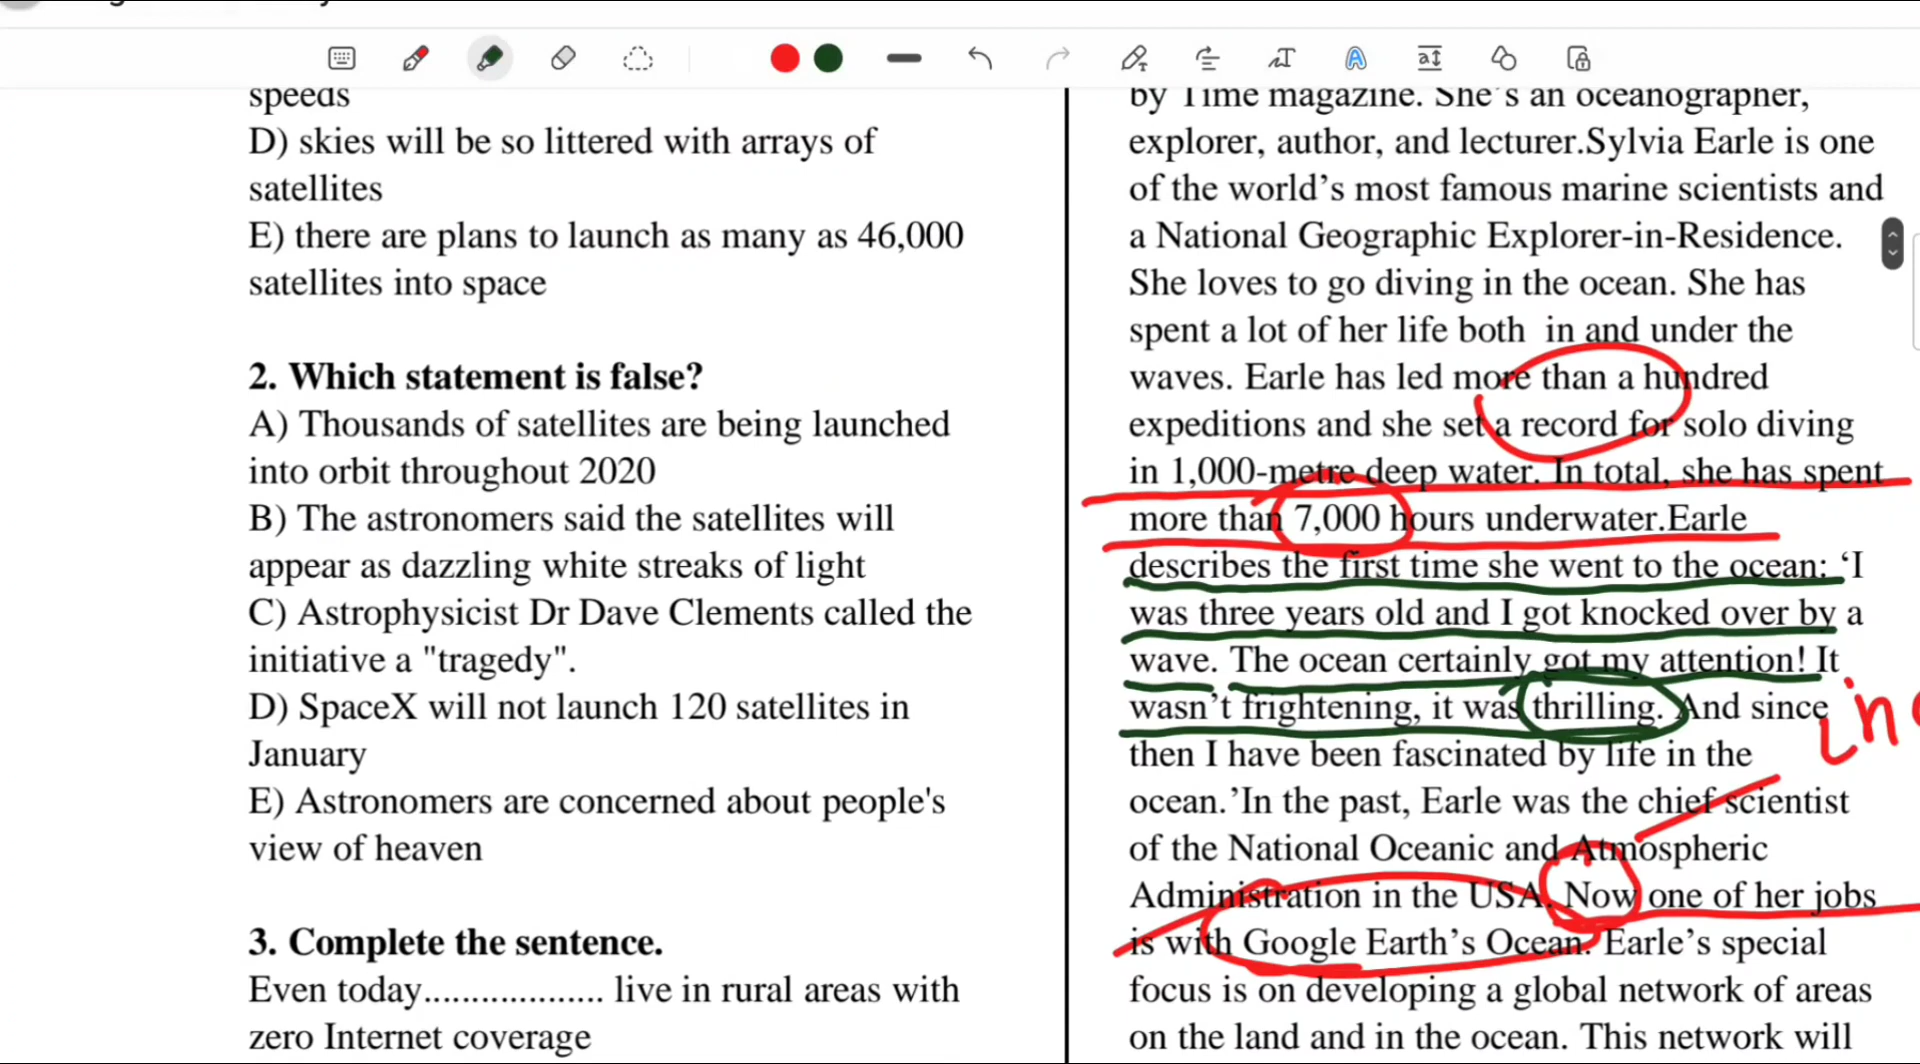 speeds
D) skies will be so littered with arrays of
satellites
E) there are plans to launch as many as 46,000
satellites into space
2. Which statement is false?
A) Thousands of satellites are being launched
into orbit throughout 2020
B) The astronomers said the satellites will
appear as dazzling white streaks of light
C) Astrophysicist Dr Dave Clements called the
initiative a "tragedy".
D) SpaceX will not launch 120 satellites in
January
E) Astronomers are concerned about people's
view of heaven
3. Complete the sentence.
Even today................... live in rural areas with
zero Internet coverage
by Time magazine. She's an oceanographer,
explorer, author, and lecturer.Sylvia Earle is one
of the world's most famous marine scientists and
a National Geographic Explorer-in-Residence.
She loves to go diving in the ocean. She has
spent a lot of her life both in and under the
waves. Earle has led more than a hundred
expeditions and she set a record for solo diving
in 1,000-metre deep water. In total, she has spent
more than 7,000 hours underwater.Earle
describes the first time she went to the ocean: ‘I
was three years old and I got knocked over by a
wave. The ocean certainly got my attention! It
wasn't frightening, it was thrilling. And since
then I have been fascinated by life in the
ocean.’In the past, Earle was the chief scientist
of the National Oceanic and Atmospheric
Administration in the USA. Now one of her jobs
is with Google Earth's Ocean. Earle's special
focus is on developing a global network of areas
on the land and in the ocean. This network will